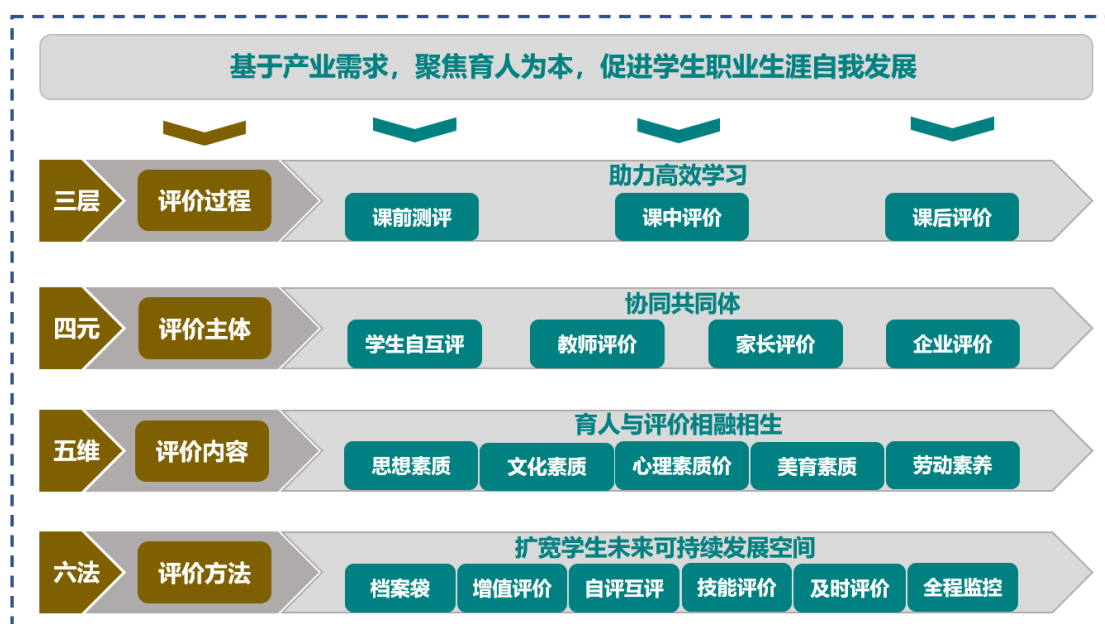 基于产业需求，聚焦育人为本，促进学生职业生涯自我发展
三层
评价过程
助力高效学习
课前测评
课中评价
课后评价
四元
评价主体
协同共同体
学生自互评
教师评价
家长评价
企业评价
五维
评价内容
育人与评价相融相生
思想素质
文化素质
心理素质价
美育素质
劳动素养
六法
评价方法
扩宽学生未来可持续发展空间
档案袋
增值评价
自评互评
技能评价
及时评价
全程监控